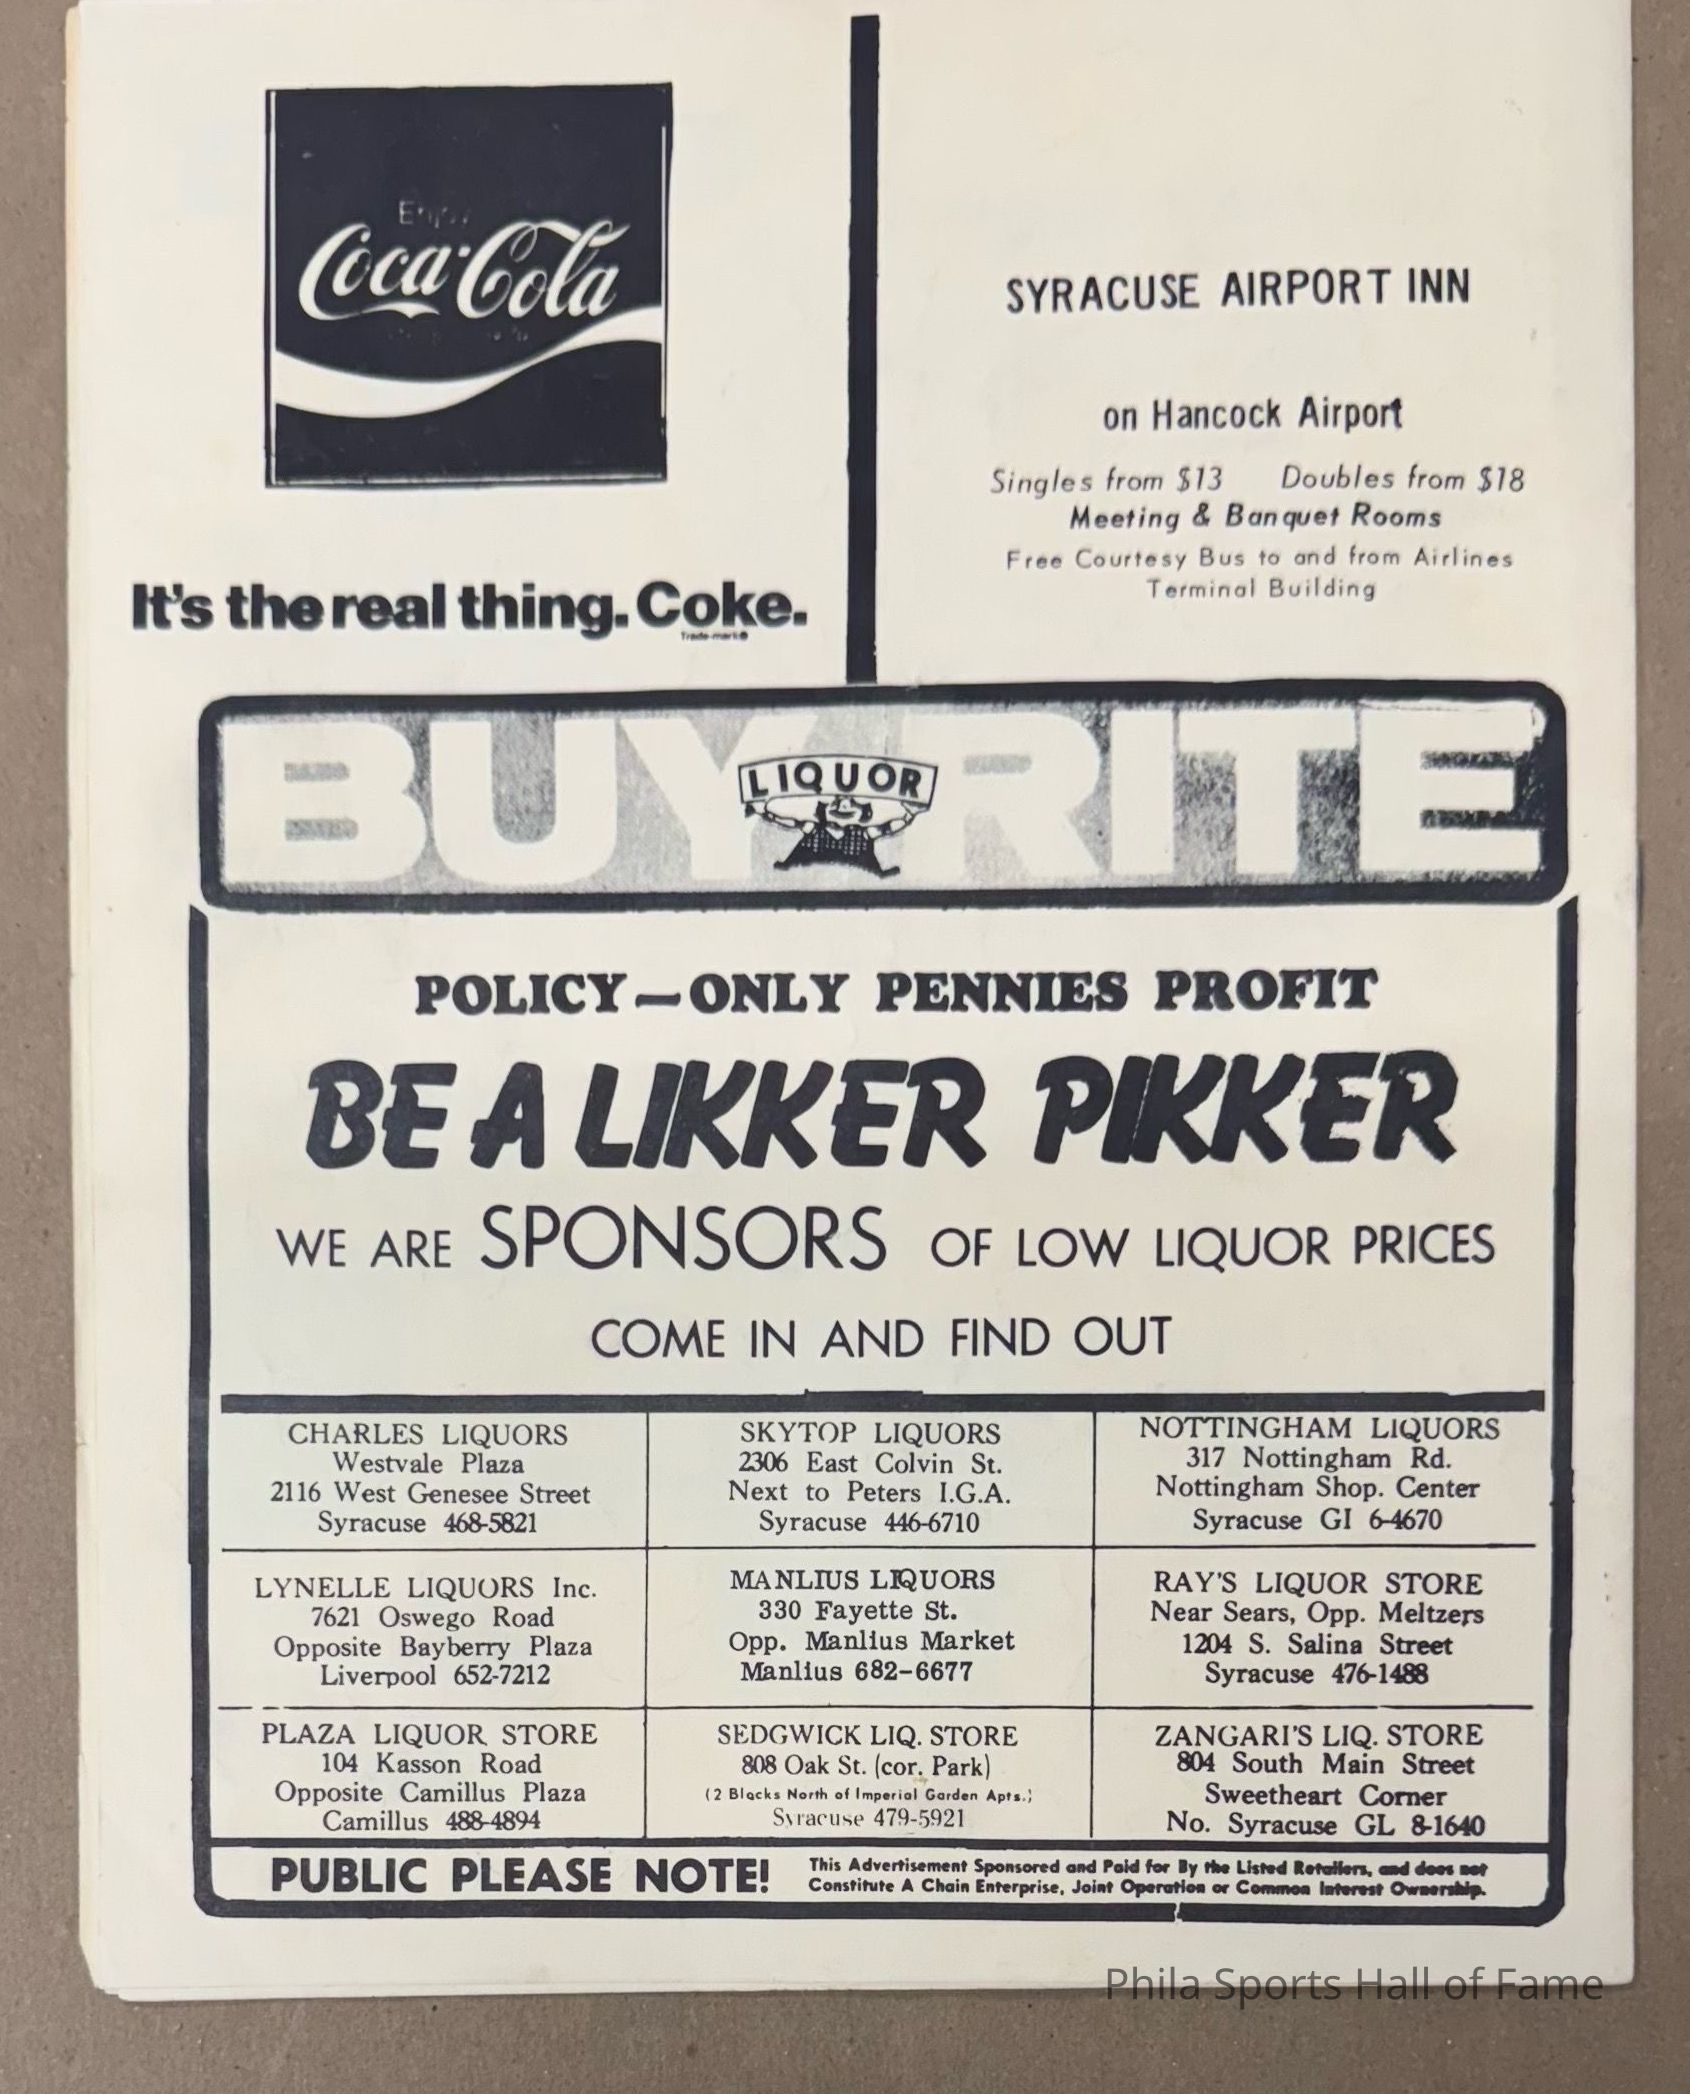 Enjoy
Coca-Cola
It's the real thing. Coke.
Trade-mark®
SYRACUSE AIRPORT INN
on Hancock Airport
Singles from $13 Doubles from $18
Meeting & Banquet Rooms
Free Courtesy Bus to and from Airlines
Terminal Building
BUY RITE
LIQUOR
POLICY—ONLY PENNIES PROFIT
BE A LIKKER PIKKER
WE ARE SPONSORS OF LOW LIQUOR PRICES
COME IN AND FIND OUT
CHARLES LIQUORS
Westvale Plaza
2116 West Genesee Street
Syracuse 468-5821
SKYTOP LIQUORS
2306 East Colvin St.
Next to Peters I.G.A.
Syracuse 446-6710
NOTTINGHAM LIQUORS
317 Nottingham Rd.
Nottingham Shop. Center
Syracuse GI 6-4670
LYNELLE LIQUORS Inc.
7621 Oswego Road
Opposite Bayberry Plaza
Liverpool 652-7212
MANLIUS LIQUORS
330 Fayette St.
Opp. Manlius Market
Manlius 682-6677
RAY'S LIQUOR STORE
Near Sears, Opp. Meltzers
1204 S. Salina Street
Syracuse 476-1488
PLAZA LIQUOR STORE
104 Kasson Road
Opposite Camillus Plaza
Camillus 488-4894
SEDGWICK LIQ. STORE
808 Oak St. (cor. Park)
(2 Blocks North of Imperial Garden Apts.)
Syracuse 479-5921
ZANGARI'S LIQ. STORE
804 South Main Street
Sweetheart Corner
No. Syracuse GL 8-1640
PUBLIC PLEASE NOTE!
This Advertisement Sponsored and Paid for By the Listed Retailers, and does not
Constitute A Chain Enterprise, Joint Operation or Common Interest Ownership.
Phila Sports Hall of Fame